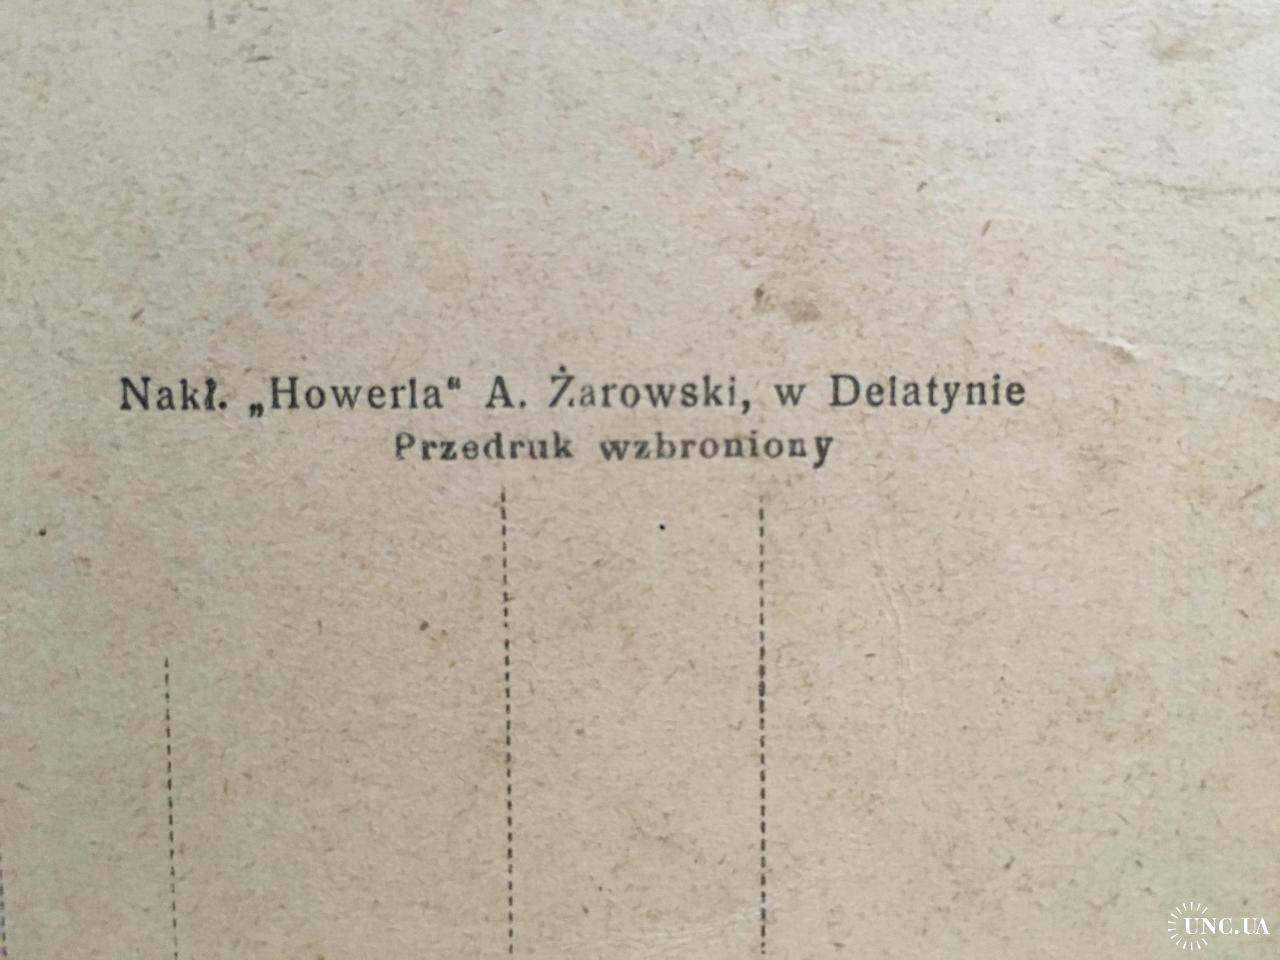 Nakł. „Howerla“ A. Żarowski, w Delatynie
Przedruk wzbroniony
UNC.UA